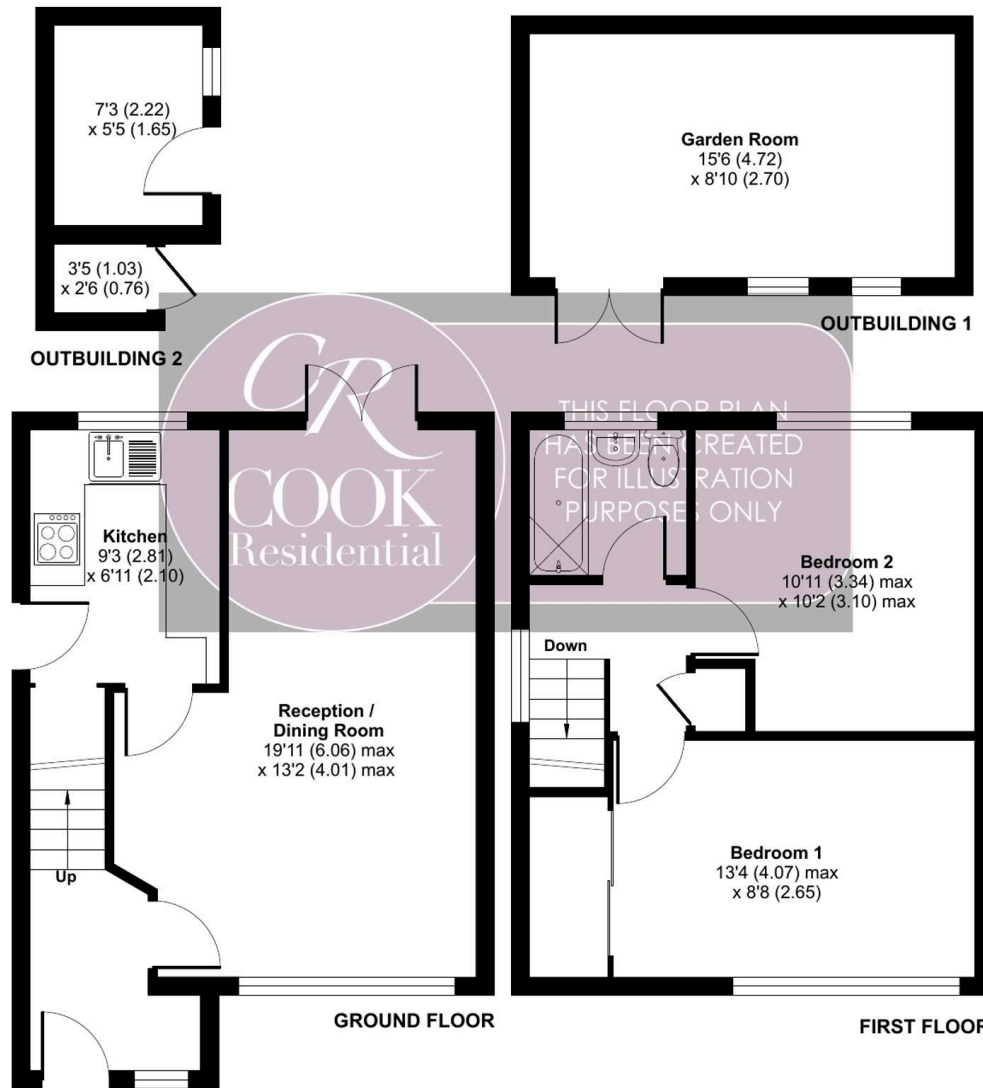 7'3 (2.22)
x 5'5 (1.65)
3'5 (1.03)
x 2'6 (0.76)
OUTBUILDING 2
Garden Room
15'6 (4.72)
x 8'10 (2.70)
OUTBUILDING 1
CR
COOK
Residential
THIS FLOOR PLAN
HAS BEEN CREATED
FOR ILLUSTRATION
PURPOSES ONLY
Kitchen
9'3 (2.81)
x 6'11 (2.10)
Reception /
Dining Room
19'11 (6.06) max
x 13'2 (4.01) max
Up
GROUND FLOOR
Bedroom 2
10'11 (3.34) max
x 10'2 (3.10) max
Down
Bedroom 1
13'4 (4.07) max
x 8'8 (2.65)
FIRST FLOOR